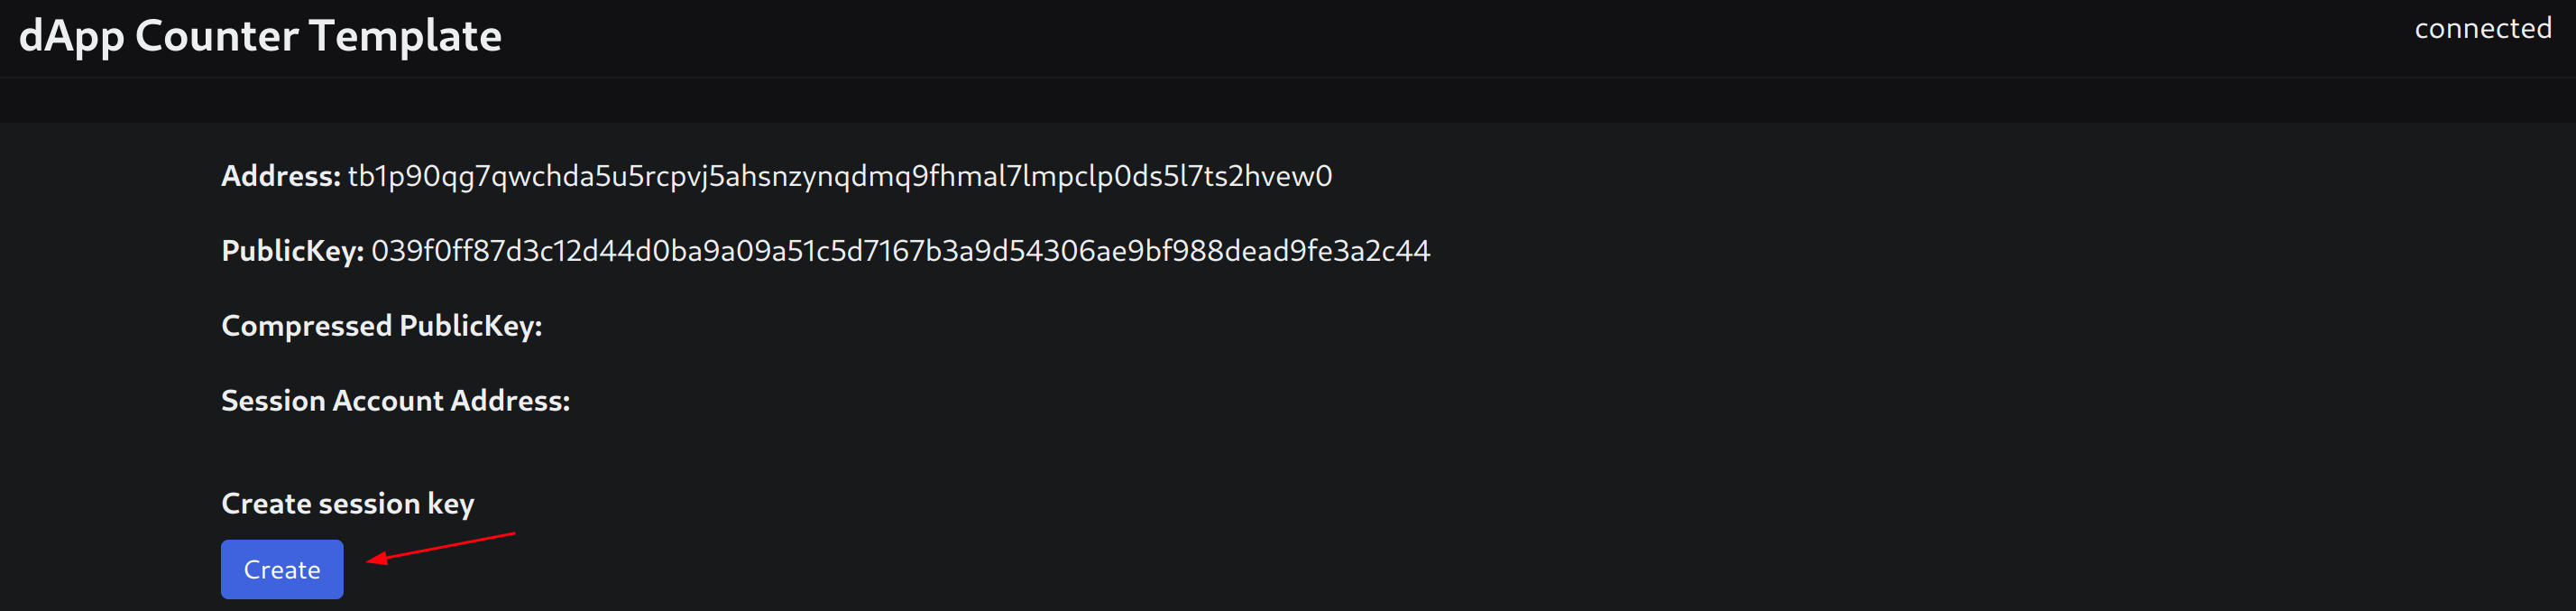 dApp Counter Template
connected
Address: tb1p90qg7qwchda5u5rcpvj5ahsnzynqdmq9fhmal7lmpclp0ds5l7ts2hvew0
PublicKey: 039f0ff87d3c12d44d0ba9a09a51c5d7167b3a9d54306ae9bf988dead9fe3a2c44
Compressed PublicKey:
Session Account Address:
Create session key
Create